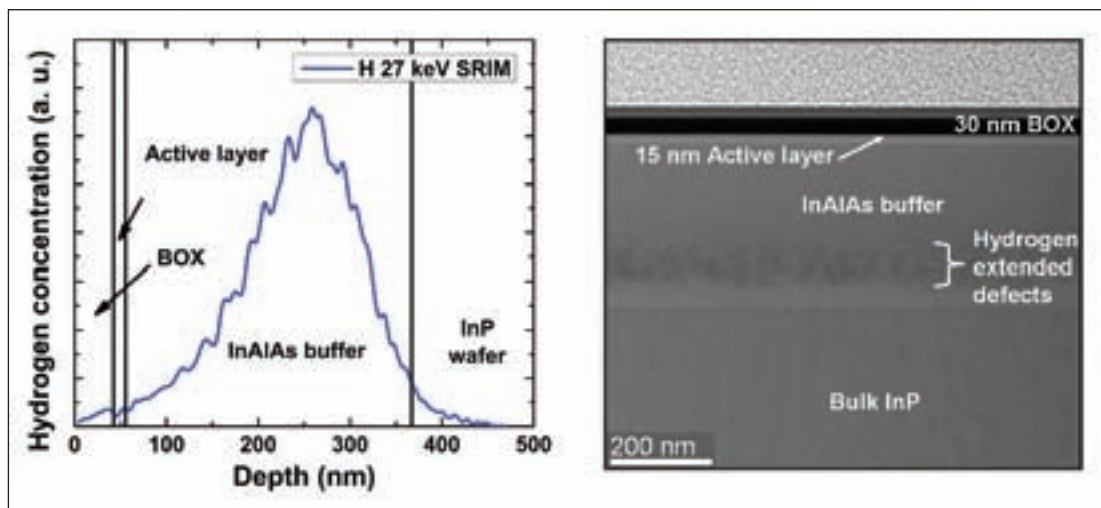 Hydrogen concentration (a. u.)
H 27 keV SRIM
Active layer
BOX
InAlAs buffer
InP
wafer
0 100 200 300 400 500
Depth (nm)
30 nm BOX
15 nm Active layer
InAlAs buffer
Hydrogen
extended
defects
Bulk InP
200 nm